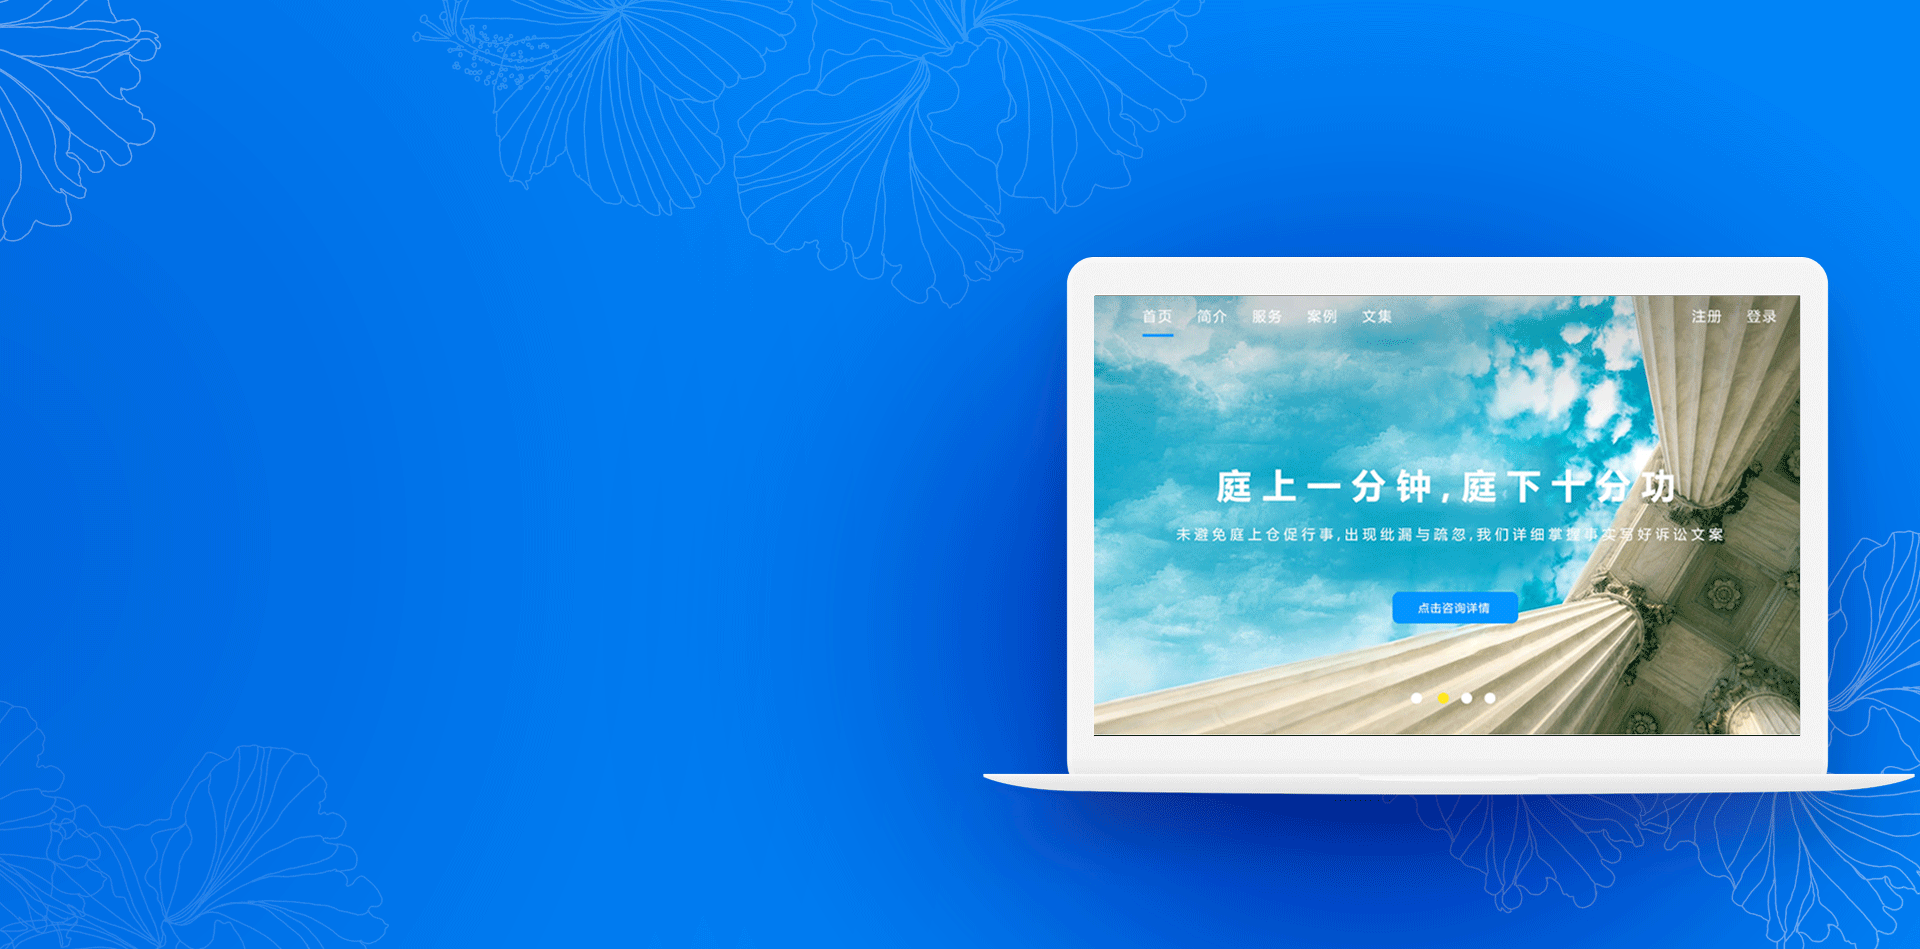 首页 简介 服务 案例 文集 注册 登录
庭上一分钟,庭下十分功
未避免庭上仓促行事,出现纰漏与疏忽,我们详细掌握事实写好诉讼文案
点击咨询详情